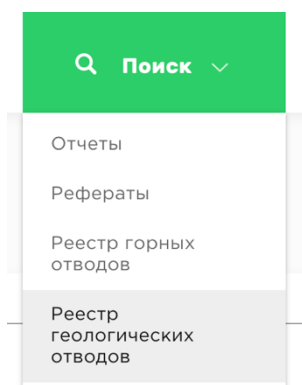 Поиск
Отчеты
Рефераты
Реестр горных
отводов
Реестр
геологических
отводов